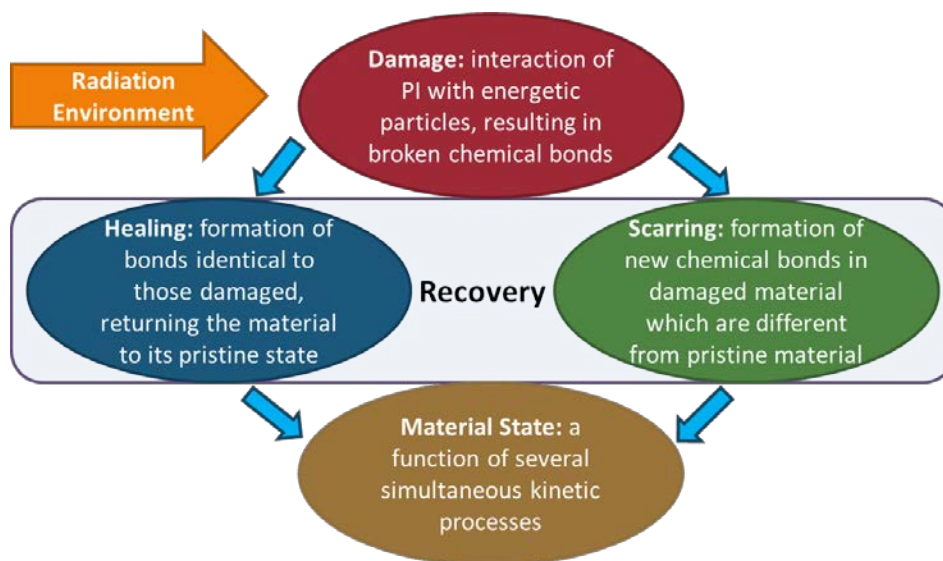 Radiation
Environment
Damage: interaction of
PI with energetic
particles, resulting in
broken chemical bonds
Healing: formation of
bonds identical to
those damaged,
returning the material
to its pristine state
Recovery
Scarring: formation of
new chemical bonds in
damaged material
which are different
from pristine material
Material State: a
function of several
simultaneous kinetic
processes